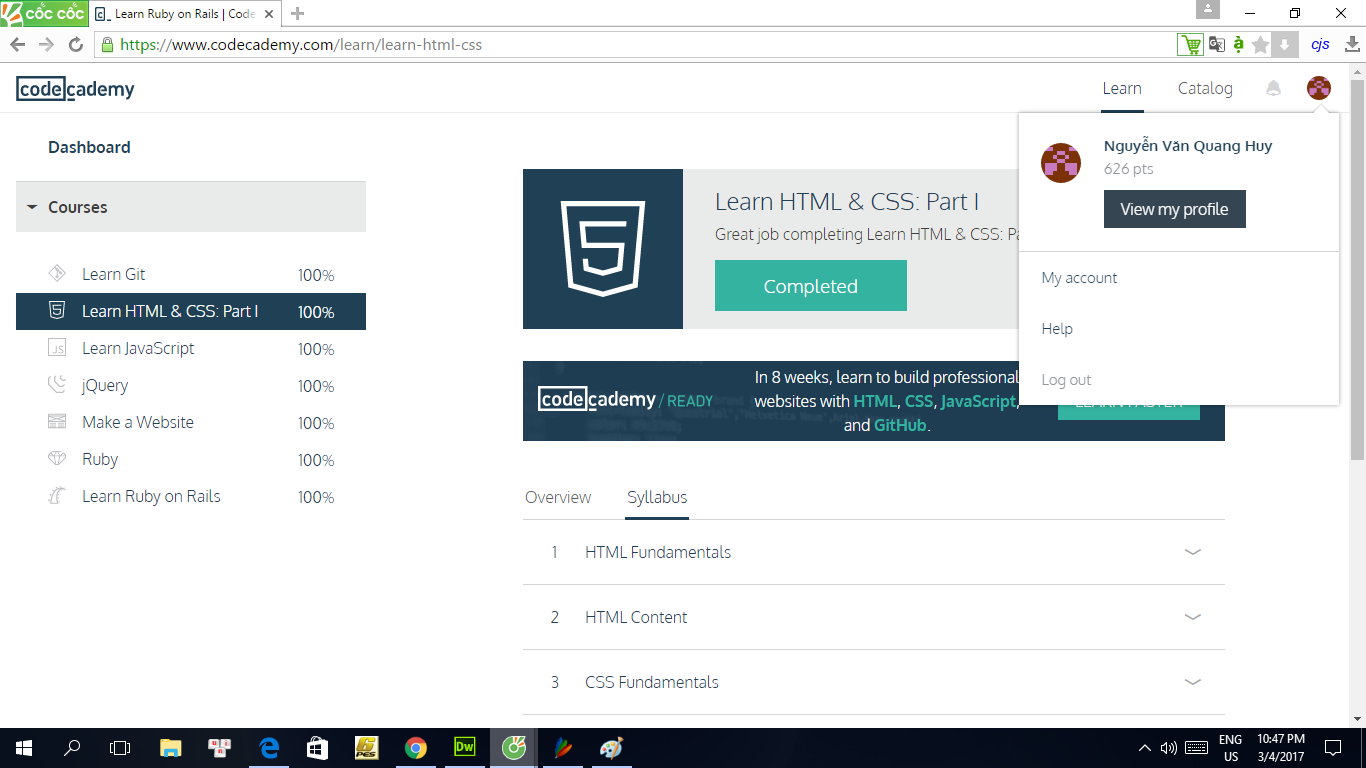 CỐC CỐC
Learn Ruby on Rails | Code
https://www.codecademy.com/learn/learn-html-css
cjs
codecademy
Learn
Catalog
Dashboard
Nguyễn Văn Quang Huy
626 pts
View my profile
My account
Help
Log out
Courses
Learn Git 100%
Learn HTML & CSS: Part I 100%
Learn JavaScript 100%
jQuery 100%
Make a Website 100%
Ruby 100%
Learn Ruby on Rails 100%
Learn HTML & CSS: Part I
Great job completing Learn HTML & CSS:
Completed
codecademy / READY
In 8 weeks, learn to build professional
websites with HTML, CSS, JavaScript,
and GitHub.
Overview
Syllabus
1 HTML Fundamentals
2 HTML Content
3 CSS Fundamentals
Dw
ENG
US
10:47 PM
3/4/2017